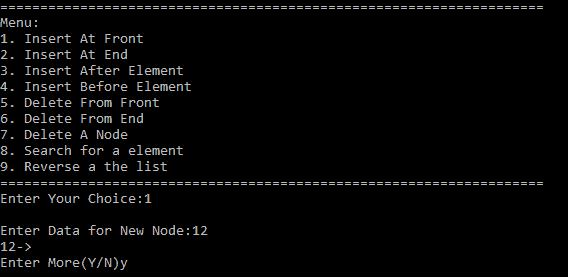 ====================================================================
Menu:
1. Insert At Front
2. Insert At End
3. Insert After Element
4. Insert Before Element
5. Delete From Front
6. Delete From End
7. Delete A Node
8. Search for a element
9. Reverse a the list
====================================================================
Enter Your Choice:1
Enter Data for New Node:12
12->
Enter More(Y/N)y